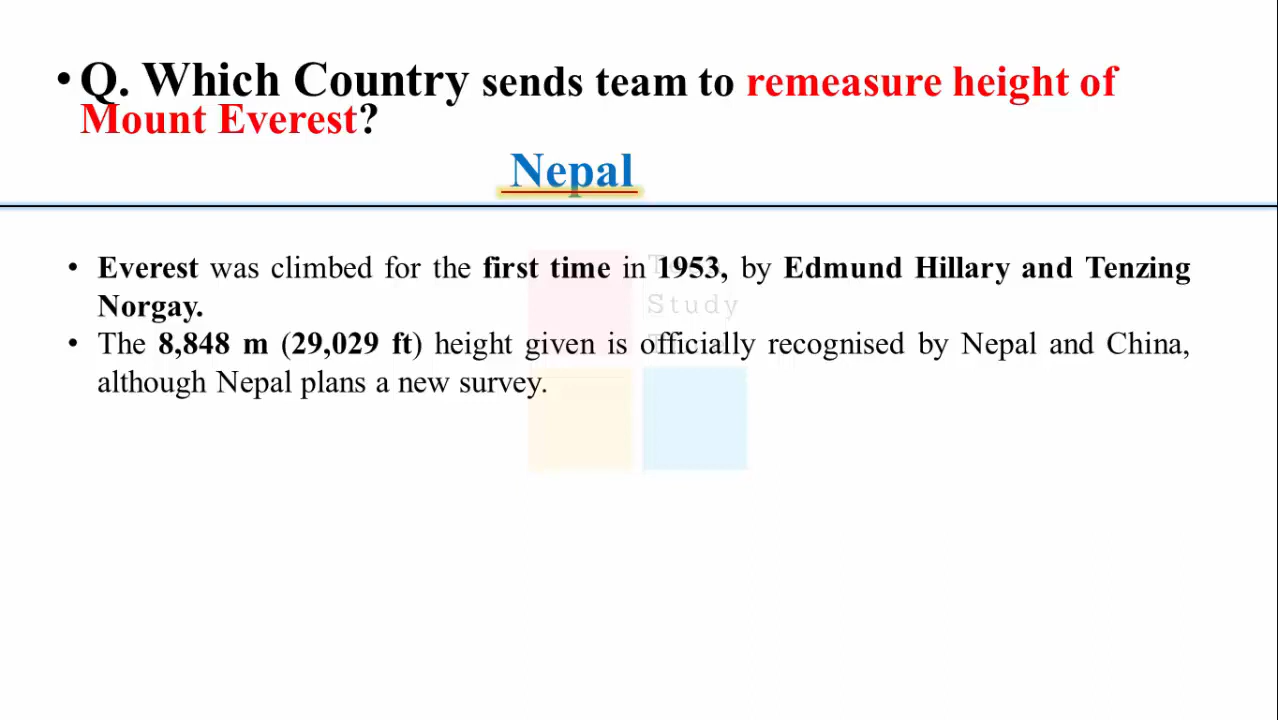 • Q. Which Country sends team to remeasure height of
Mount Everest?
Nepal
• Everest was climbed for the first time in 1953, by Edmund Hillary and Tenzing
Norgay.
Study
• The 8,848 m (29,029 ft) height given is officially recognised by Nepal and China,
although Nepal plans a new survey.